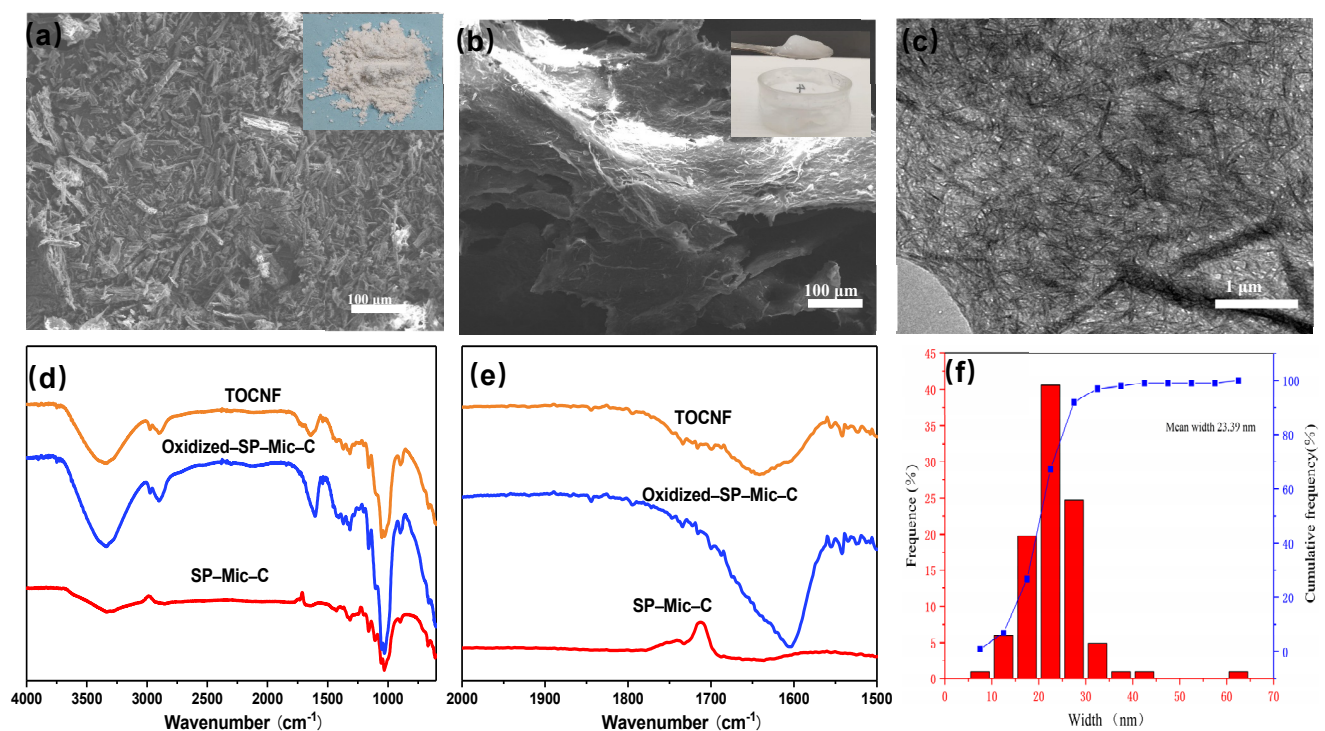 (a)
100 μm
(b)
100 μm
(c)
1 μm
(d)
TOCNF
Oxidized–SP–Mic–C
SP–Mic–C
4000 3500 3000 2500 2000 1500 1000
Wavenumber (cm⁻¹)
(e)
TOCNF
Oxidized–SP–Mic–C
SP–Mic–C
2000 1900 1800 1700 1600 1500
Wavenumber (cm⁻¹)
(f)
Mean width 23.39 nm
Frequence (%)
45
40
35
30
25
20
15
10
5
0
Cumulative frequency(%)
100
80
60
40
20
0
0 10 20 30 40 50 60 70
Width (nm)